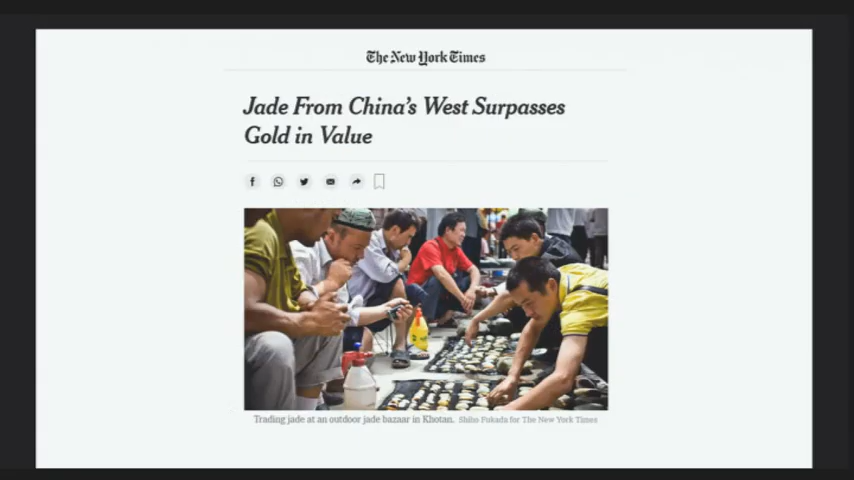 The New York Times
Jade From China's West Surpasses
Gold in Value
Trading jade at an outdoor jade bazaar in Khotan. Shiho Fukada for The New York Times